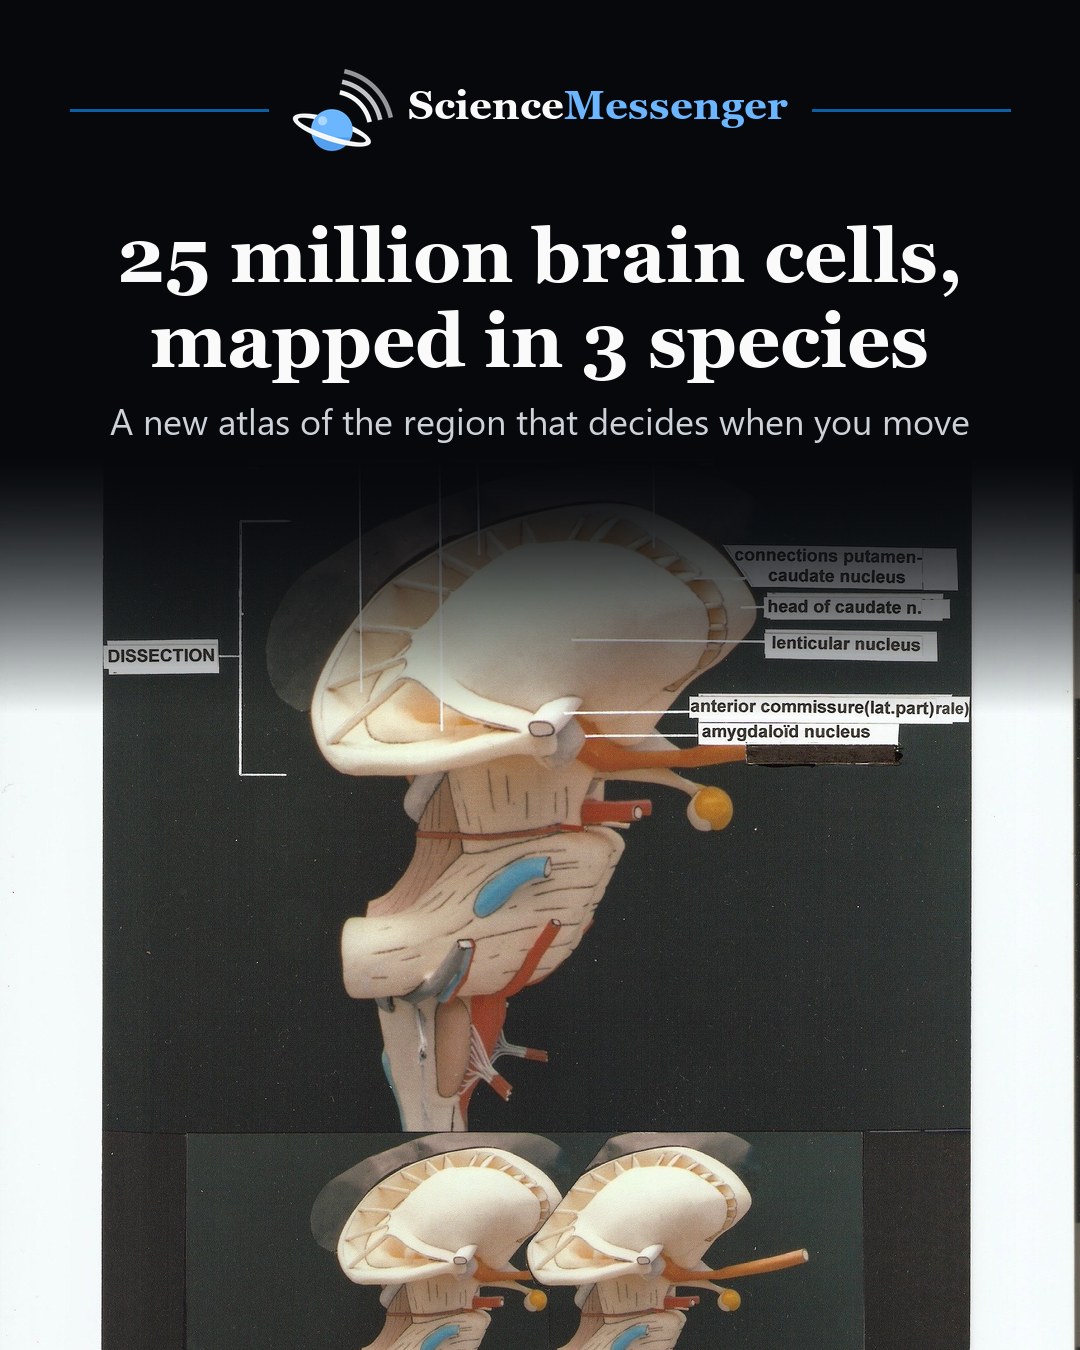 ScienceMessenger
25 million brain cells,
mapped in 3 species
A new atlas of the region that decides when you move
connections putamen-
caudate nucleus
head of caudate n.
lenticular nucleus
DISSECTION
anterior commissure(lat.part)rale)
amygdaloïd nucleus